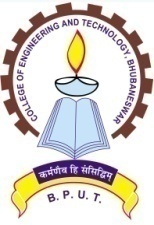 COLLEGE OF ENGINEERING AND TECHNOLOGY, BHUBANESWAR
कर्मणैव हि संसिद्धिम्
B. P. U. T.